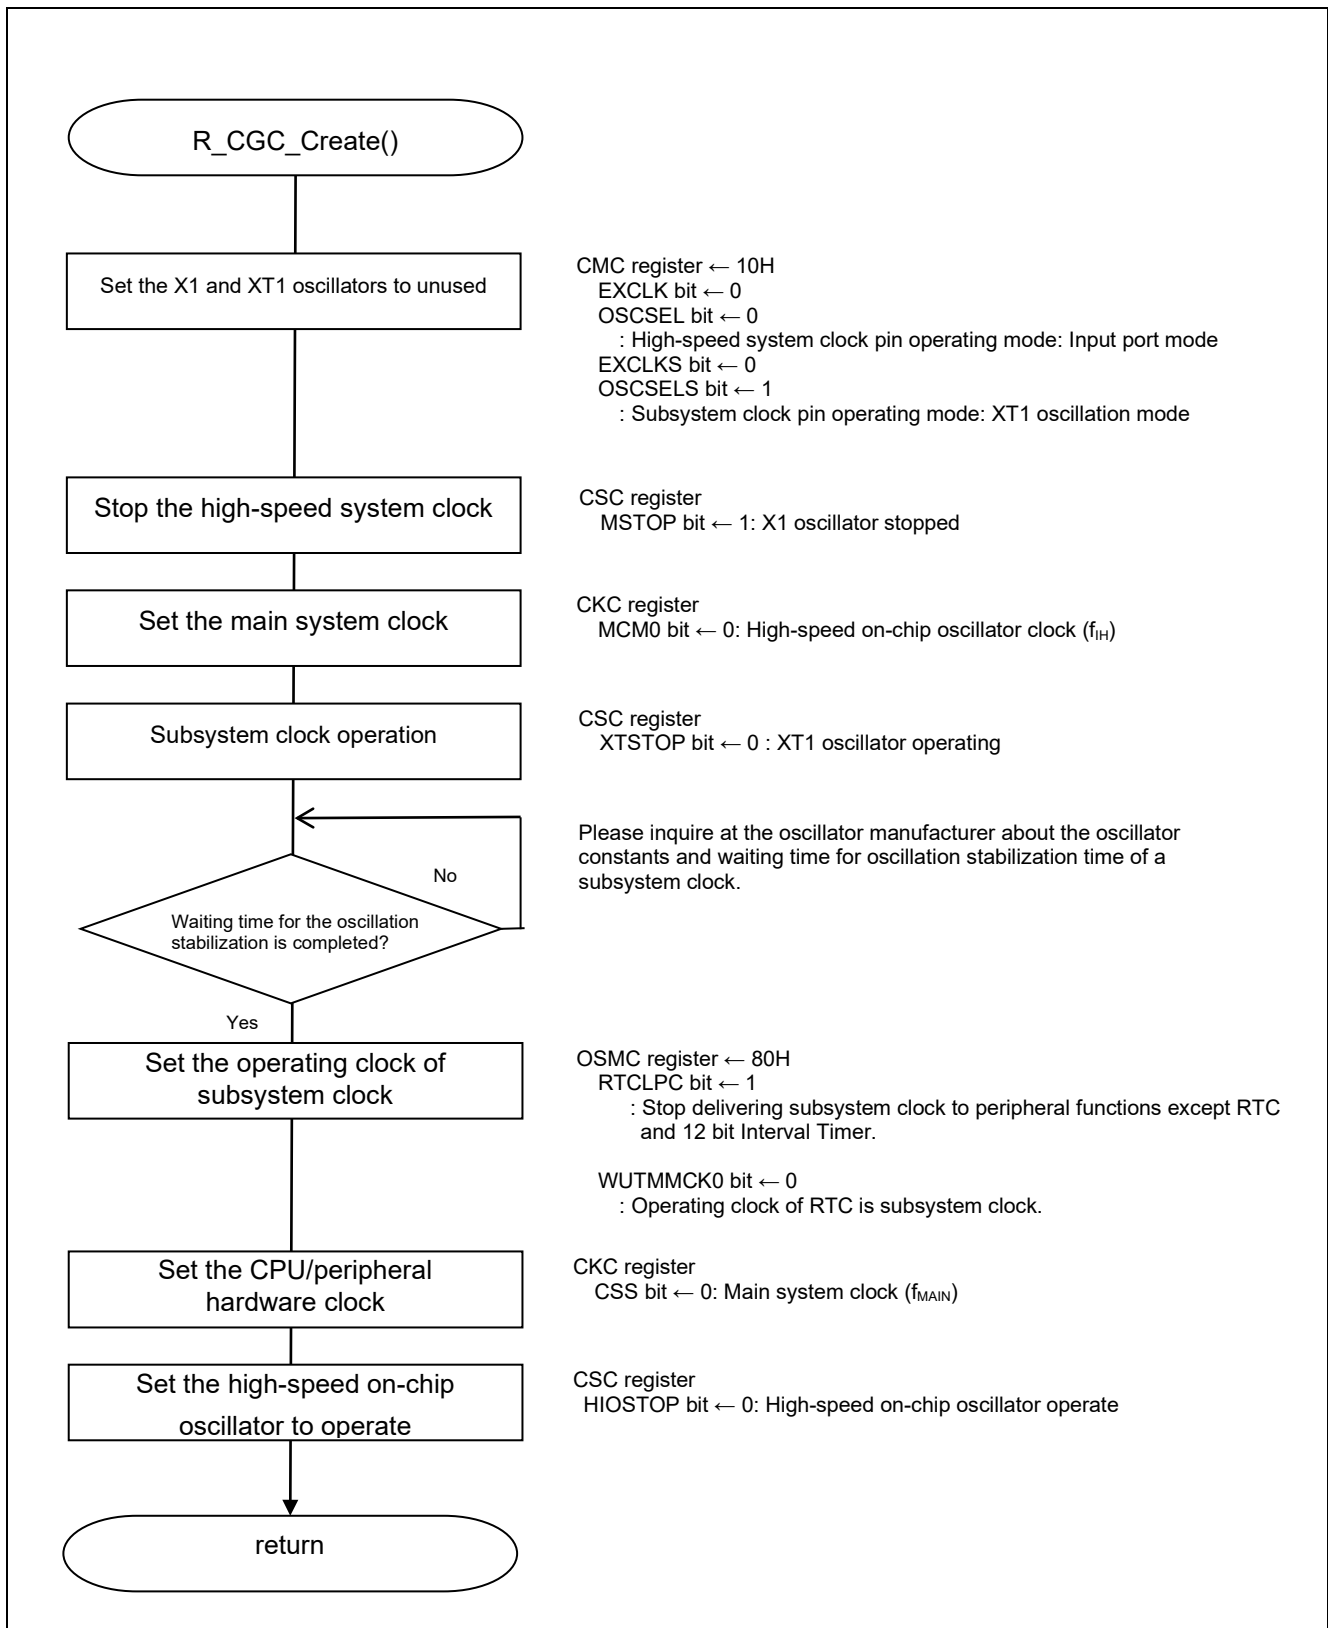 R_CGC_Create()
Set the X1 and XT1 oscillators to unused
CMC register ← 10H
EXCLK bit ← 0
OSCSEL bit ← 0
: High-speed system clock pin operating mode: Input port mode
EXCLKS bit ← 0
OSCSELS bit ← 1
: Subsystem clock pin operating mode: XT1 oscillation mode
Stop the high-speed system clock
CSC register
MSTOP bit ← 1: X1 oscillator stopped
Set the main system clock
CKC register
MCM0 bit ← 0: High-speed on-chip oscillator clock (fIH)
Subsystem clock operation
CSC register
XTSTOP bit ← 0 : XT1 oscillator operating
Please inquire at the oscillator manufacturer about the oscillator
constants and waiting time for oscillation stabilization time of a
subsystem clock.
No
Waiting time for the oscillation
stabilization is completed?
Yes
Set the operating clock of
subsystem clock
OSMC register ← 80H
RTCLPC bit ← 1
: Stop delivering subsystem clock to peripheral functions except RTC
and 12 bit Interval Timer.
WUTMMCK0 bit ← 0
: Operating clock of RTC is subsystem clock.
Set the CPU/peripheral
hardware clock
CKC register
CSS bit ← 0: Main system clock (fMAIN)
Set the high-speed on-chip
oscillator to operate
CSC register
HIOSTOP bit ← 0: High-speed on-chip oscillator operate
return